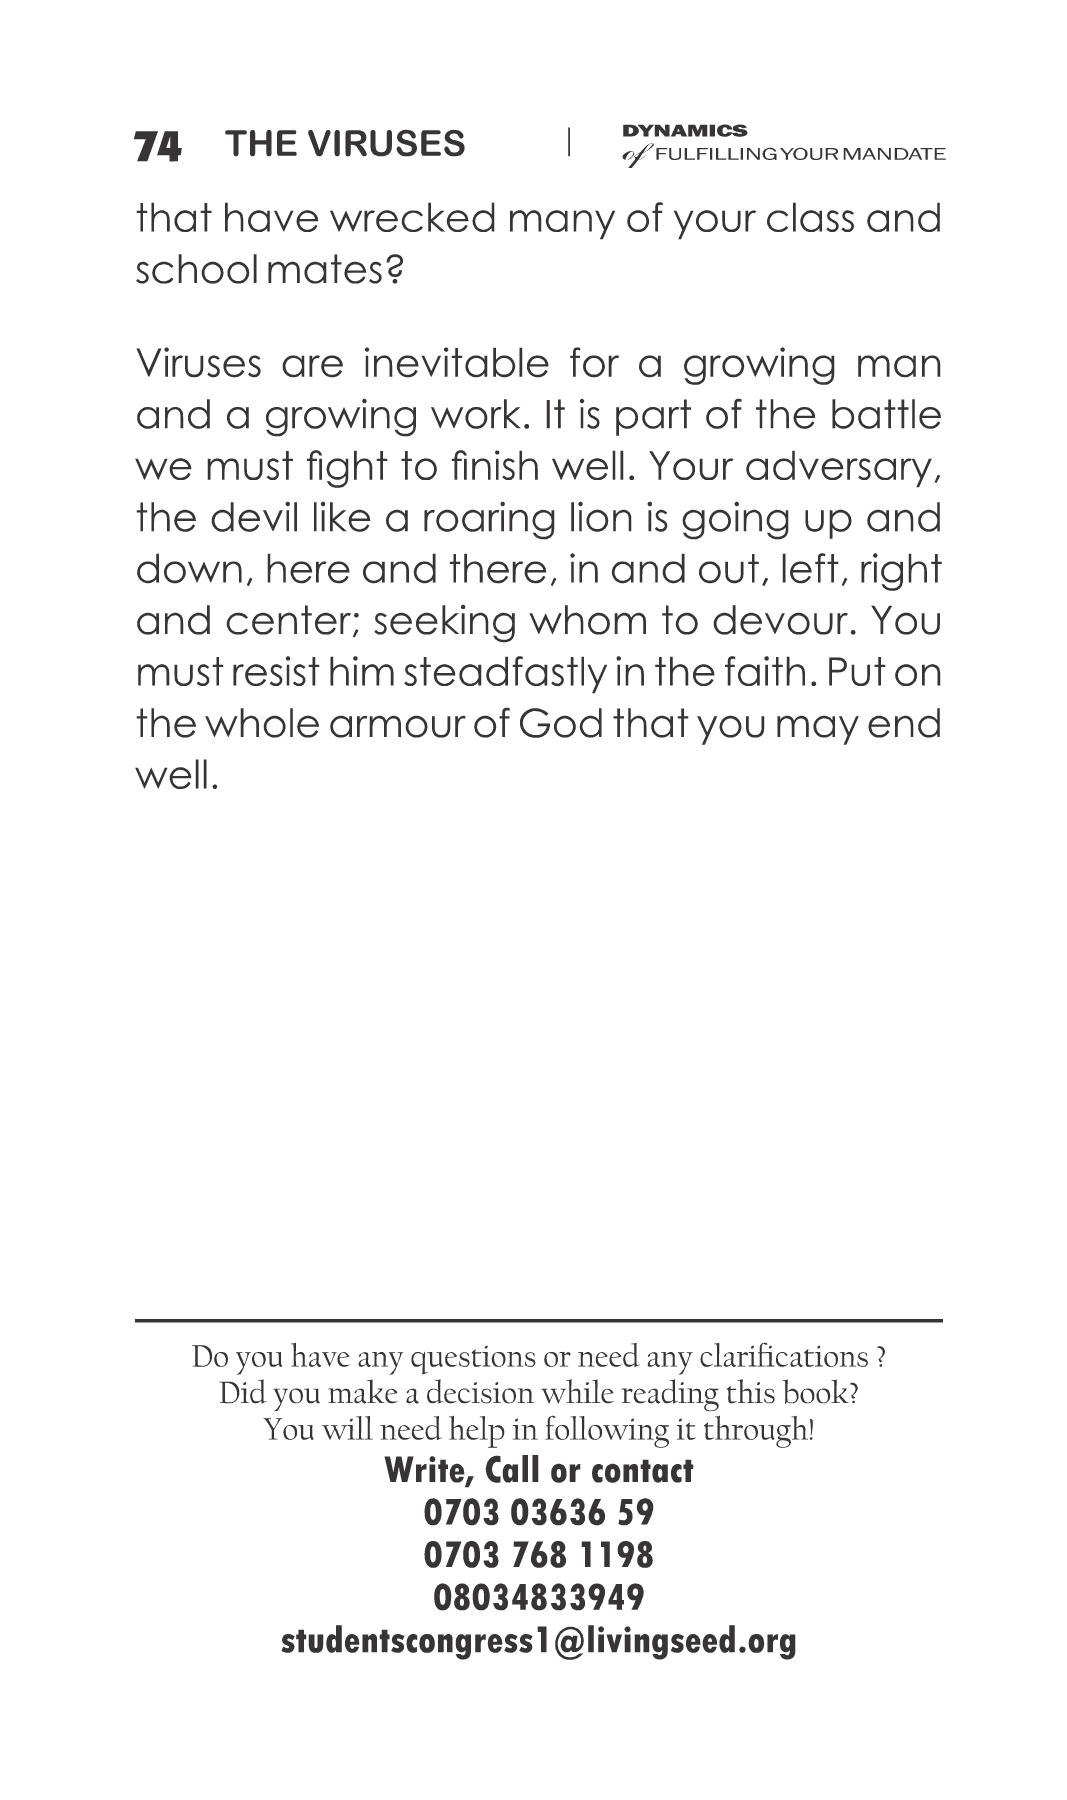 74 THE VIRUSES | DYNAMICS
of FULFILLING YOUR MANDATE
that have wrecked many of your class and
school mates?
Viruses are inevitable for a growing man
and a growing work. It is part of the battle
we must fight to finish well. Your adversary,
the devil like a roaring lion is going up and
down, here and there, in and out, left, right
and center; seeking whom to devour. You
must resist him steadfastly in the faith. Put on
the whole armour of God that you may end
well.
Do you have any questions or need any clarifications ?
Did you make a decision while reading this book?
You will need help in following it through!
Write, Call or contact
0703 03636 59
0703 768 1198
08034833949
studentscongress1@livingseed.org